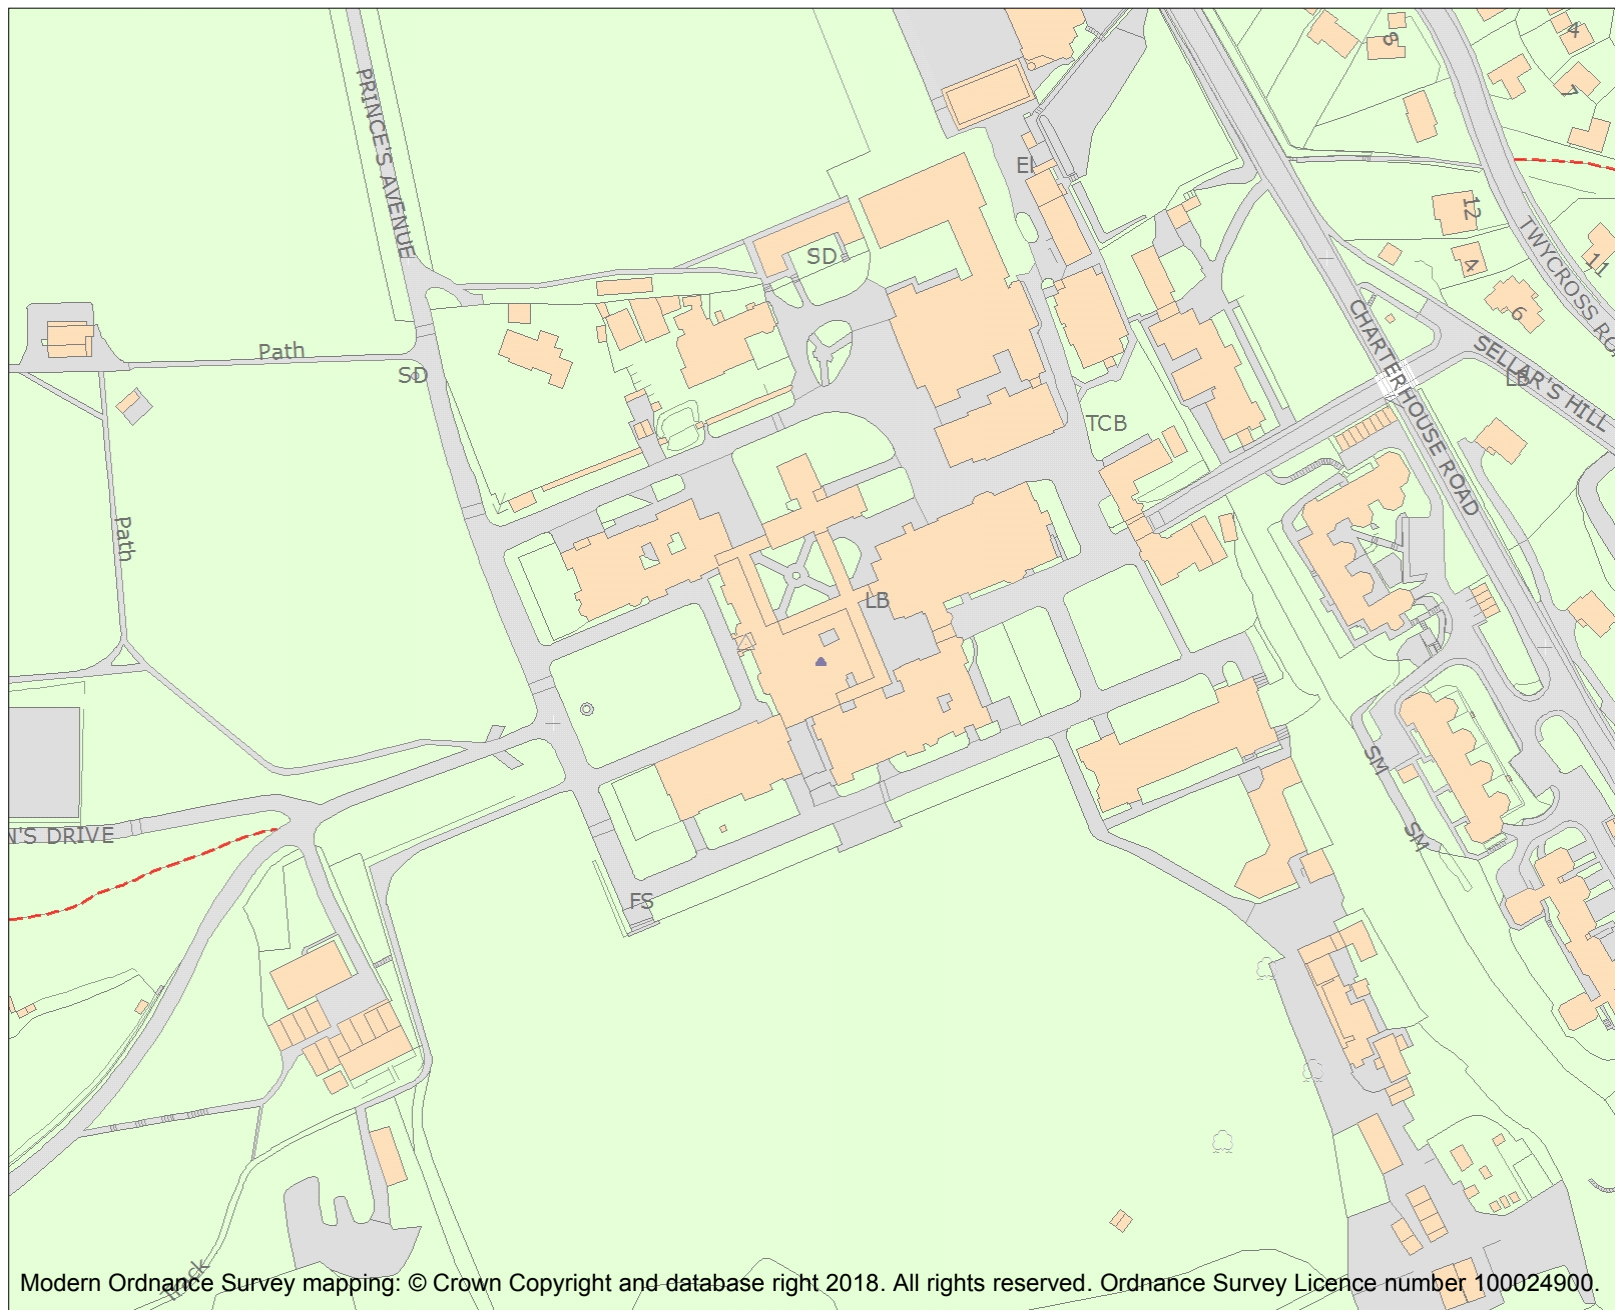 PRINCE'S AVENUE
8
4
7
El
12
SD
4
11
TWYCROSS RO
6
CHARTERHOUSE ROAD
Path
SD
SELLAR'S HILL
LB
TCB
Path
LB
SM
N'S DRIVE
SM
FS
Track
Modern Ordnance Survey mapping: © Crown Copyright and database right 2018. All rights reserved. Ordnance Survey Licence number 100024900.